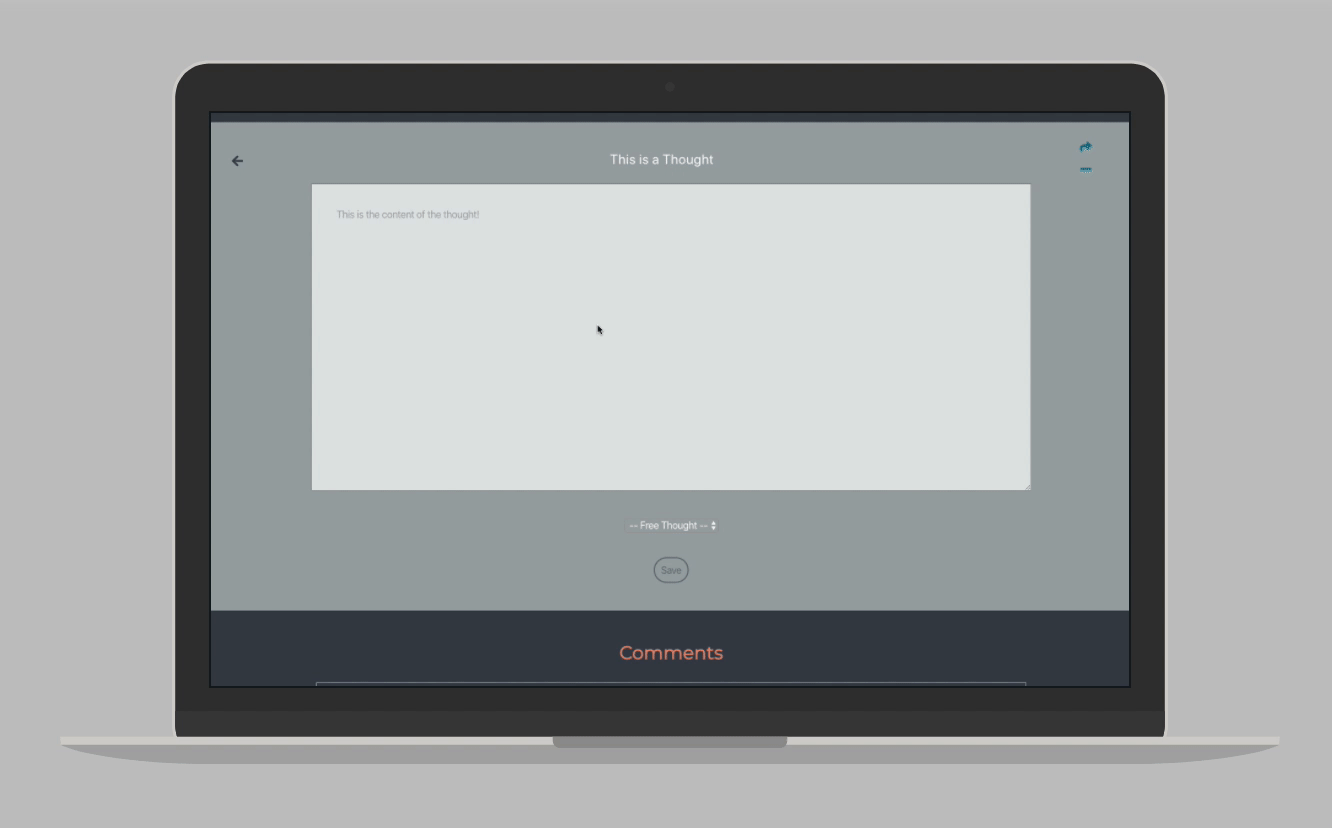 This is a Thought
This is the content of the thought!
-- Free Thought --
Save
Comments